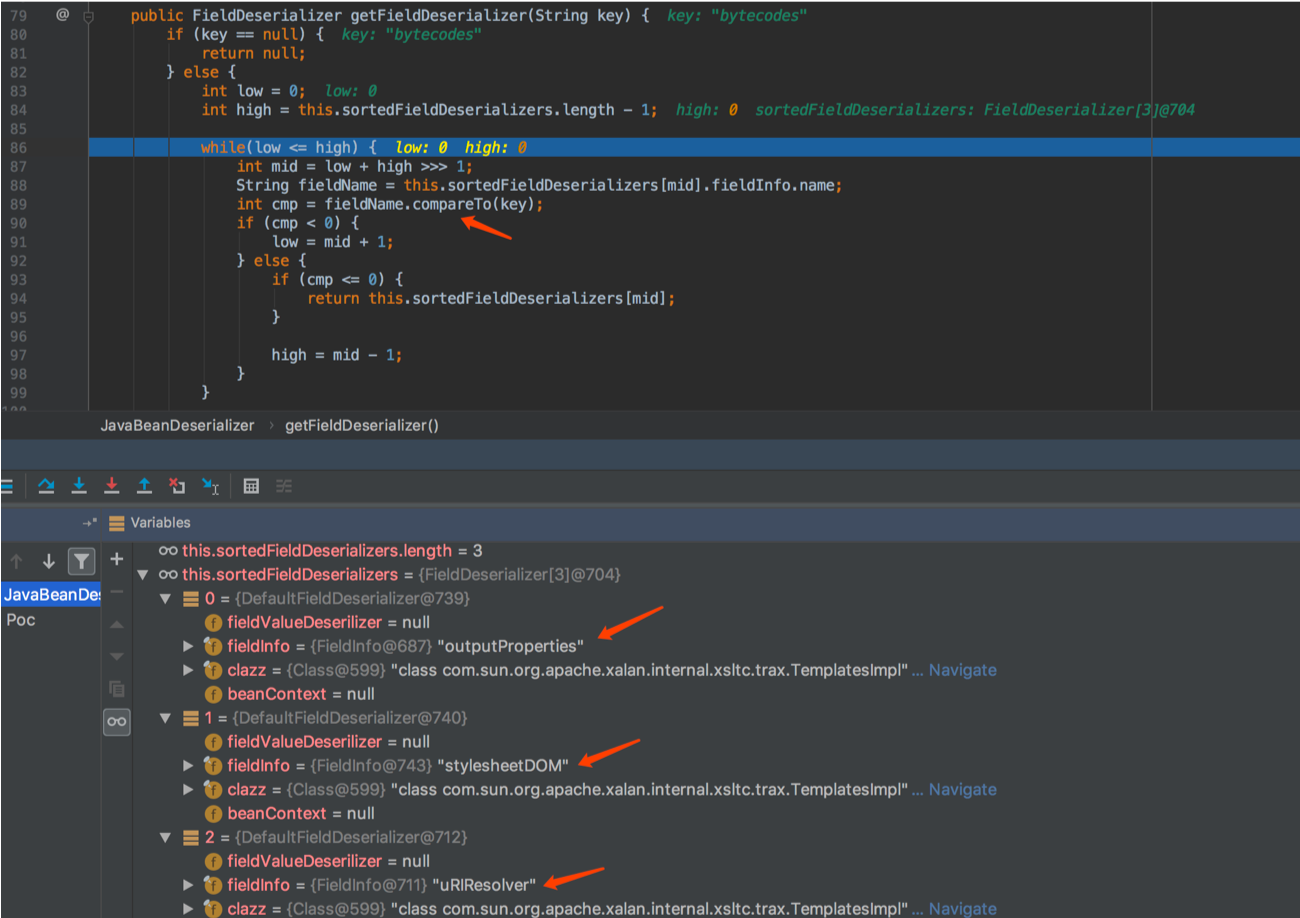 79 @ public FieldDeserializer getFieldDeserializer(String key) { key: "bytecodes"
80 if (key == null) { key: "bytecodes"
81 return null;
82 } else {
83 int low = 0; low: 0
84 int high = this.sortedFieldDeserializers.length - 1; high: 0 sortedFieldDeserializers: FieldDeserializer[3]@704
85
86 while(low <= high) { low: 0 high: 0
87 int mid = low + high >>> 1;
88 String fieldName = this.sortedFieldDeserializers[mid].fieldInfo.name;
89 int cmp = fieldName.compareTo(key);
90 if (cmp < 0) {
91 low = mid + 1;
92 } else {
93 if (cmp <= 0) {
94 return this.sortedFieldDeserializers[mid];
95 }
96
97 high = mid - 1;
98 }
99 }
JavaBeanDeserializer › getFieldDeserializer()
Variables
this.sortedFieldDeserializers.length = 3
this.sortedFieldDeserializers = {FieldDeserializer[3]@704}
JavaBeanDes
0 = {DefaultFieldDeserializer@739}
Poc
fieldValueDeserilizer = null
fieldInfo = {FieldInfo@687} "outputProperties"
clazz = {Class@599} "class com.sun.org.apache.xalan.internal.xsltc.trax.TemplatesImpl" ... Navigate
beanContext = null
1 = {DefaultFieldDeserializer@740}
fieldValueDeserilizer = null
fieldInfo = {FieldInfo@743} "stylesheetDOM"
clazz = {Class@599} "class com.sun.org.apache.xalan.internal.xsltc.trax.TemplatesImpl" ... Navigate
beanContext = null
2 = {DefaultFieldDeserializer@712}
fieldValueDeserilizer = null
fieldInfo = {FieldInfo@711} "uRIResolver"
clazz = {Class@599} "class com.sun.org.apache.xalan.internal.xsltc.trax.TemplatesImpl" ... Navigate